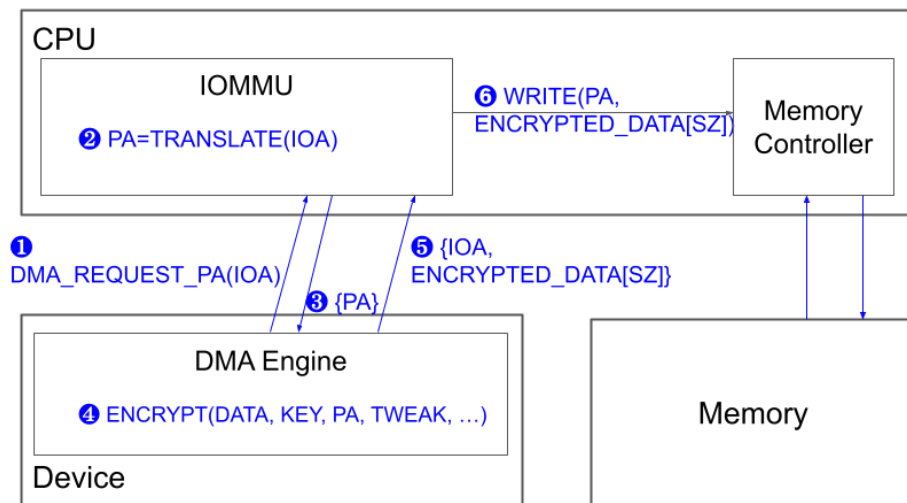 CPU
IOMMU
❷ PA=TRANSLATE(IOA)
❻ WRITE(PA,
ENCRYPTED_DATA[SZ])
Memory
Controller
❶
DMA_REQUEST_PA(IOA)
❸ {PA}
❺ {IOA,
ENCRYPTED_DATA[SZ]}
DMA Engine
❹ ENCRYPT(DATA, KEY, PA, TWEAK, …)
Device
Memory